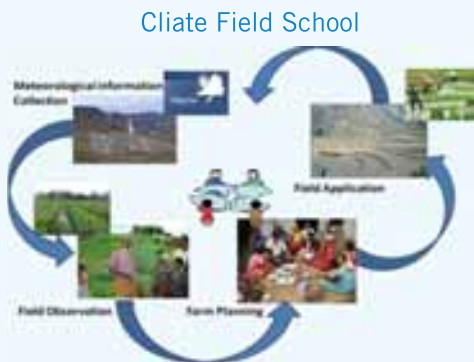 Cliate Field School
Meteorological Information
Collection
Field Application
Field Observation
Farm Planning